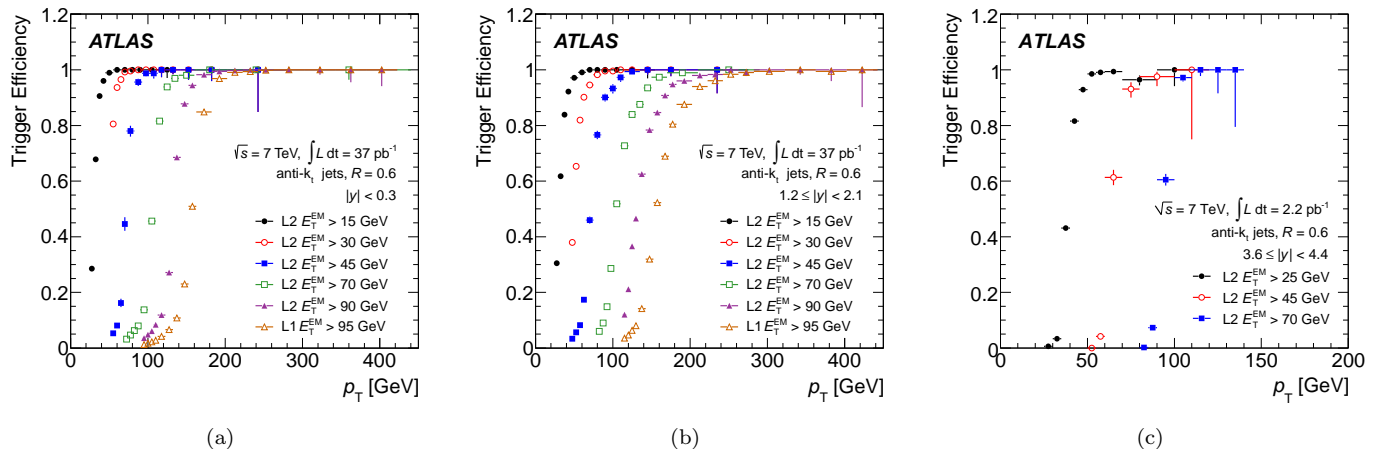 ATLAS
Trigger Efficiency
1.2
1
0.8
0.6
0.4
0.2
0
√s = 7 TeV, ∫L dt = 37 pb⁻¹
anti-kₜ jets, R = 0.6
|y| < 0.3
L2 E_T^EM > 15 GeV
L2 E_T^EM > 30 GeV
L2 E_T^EM > 45 GeV
L2 E_T^EM > 70 GeV
L2 E_T^EM > 90 GeV
L1 E_T^EM > 95 GeV
0 100 200 300 400
p_T [GeV]
(a)
ATLAS
Trigger Efficiency
1.2
1
0.8
0.6
0.4
0.2
0
√s = 7 TeV, ∫L dt = 37 pb⁻¹
anti-kₜ jets, R = 0.6
1.2 ≤ |y| < 2.1
L2 E_T^EM > 15 GeV
L2 E_T^EM > 30 GeV
L2 E_T^EM > 45 GeV
L2 E_T^EM > 70 GeV
L2 E_T^EM > 90 GeV
L1 E_T^EM > 95 GeV
0 100 200 300 400
p_T [GeV]
(b)
ATLAS
Trigger Efficiency
1.2
1
0.8
0.6
0.4
0.2
0
√s = 7 TeV, ∫L dt = 2.2 pb⁻¹
anti-kₜ jets, R = 0.6
3.6 ≤ |y| < 4.4
L2 E_T^EM > 25 GeV
L2 E_T^EM > 45 GeV
L2 E_T^EM > 70 GeV
0 50 100 150 200
p_T [GeV]
(c)